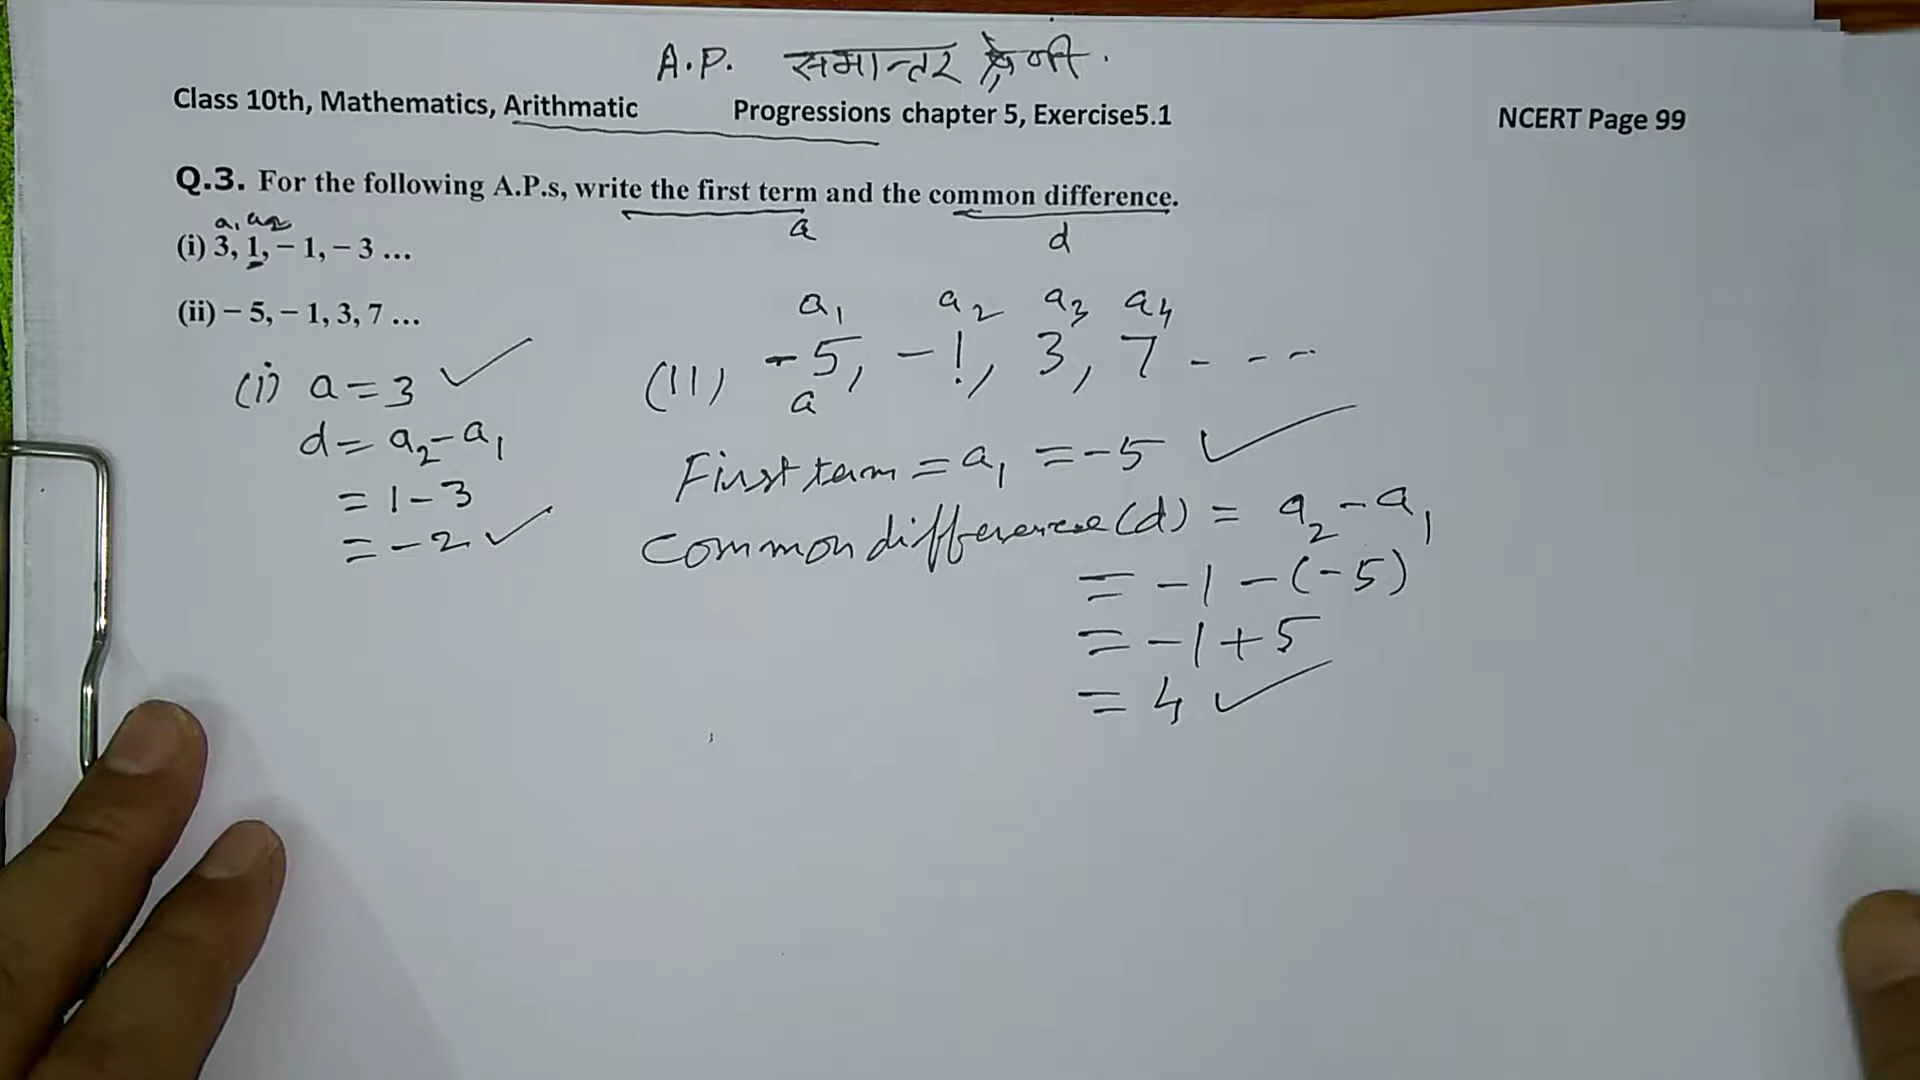 A.P. समान्तर श्रेणी.
Class 10th, Mathematics, Arithmatic Progressions chapter 5, Exercise5.1 NCERT Page 99
Q.3. For the following A.P.s, write the first term and the common difference.
a₁ a₂ a d
(i) 3, 1, – 1, – 3 ...
(ii) – 5, – 1, 3, 7 ...
a₁ a₂ a₃ a₄
(II) -5, -1, 3, 7 - - - -
a
(i) a = 3 ✓
d = a₂ - a₁
= 1 - 3
= -2 ✓
First term = a₁ = -5 ✓
Common difference (d) = a₂ - a₁
= -1 - (-5)
= -1 + 5
= 4 ✓